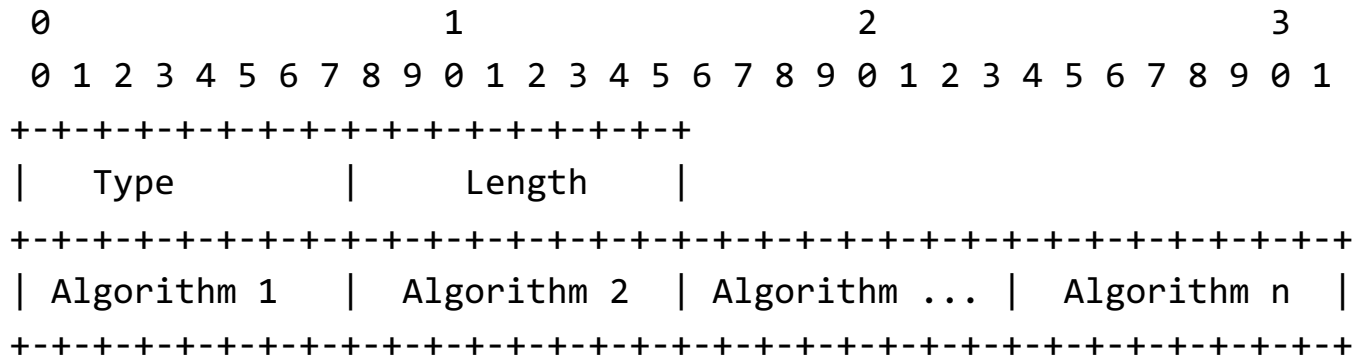 0                   1                   2                   3
 0 1 2 3 4 5 6 7 8 9 0 1 2 3 4 5 6 7 8 9 0 1 2 3 4 5 6 7 8 9 0 1
+-+-+-+-+-+-+-+-+-+-+-+-+-+-+-+-+
|   Type        |     Length    |
+-+-+-+-+-+-+-+-+-+-+-+-+-+-+-+-+-+-+-+-+-+-+-+-+-+-+-+-+-+-+-+-+
| Algorithm 1   |  Algorithm 2  | Algorithm ... |  Algorithm n  |
+-+-+-+-+-+-+-+-+-+-+-+-+-+-+-+-+-+-+-+-+-+-+-+-+-+-+-+-+-+-+-+-+